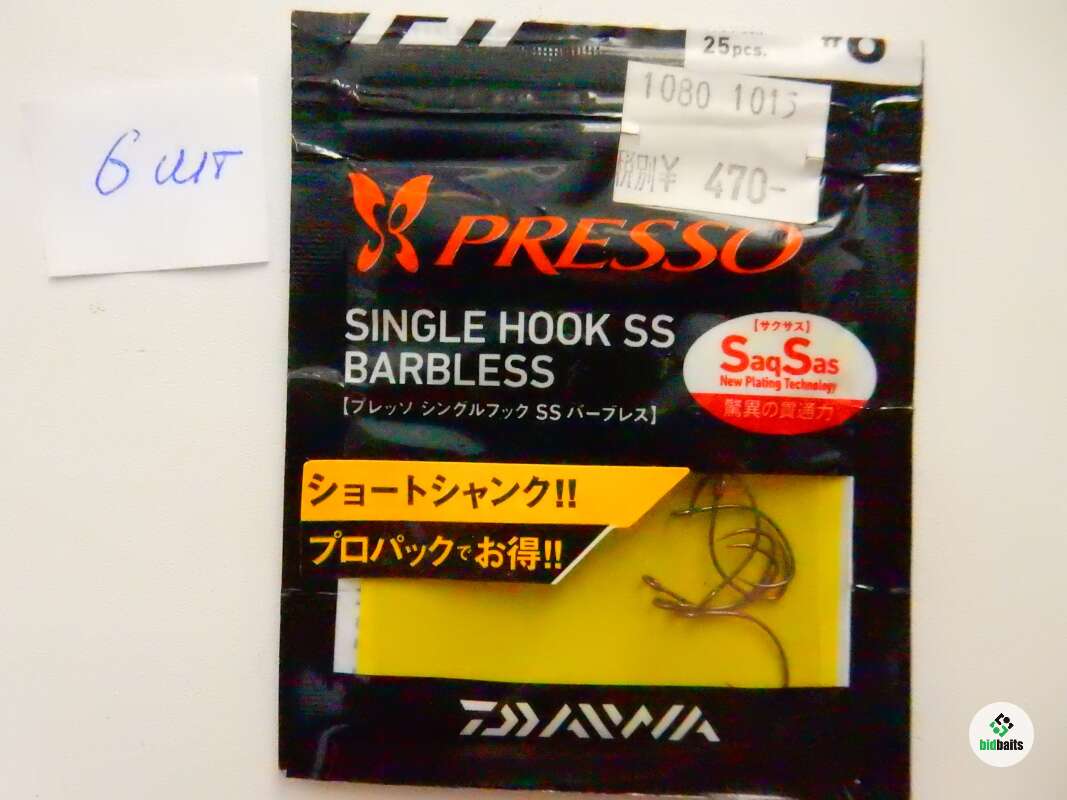 25pcs.
#6
1080 1015
税別¥ 470-
6 шт
PRESSO
SINGLE HOOK SS
BARBLESS
【プレッソ シングルフック SS バーブレス】
【サクサス】
SaqSas
New Plating Technology
驚異の貫通力
ショートシャンク!!
プロパックでお得!!
DAIWA
bidbaits